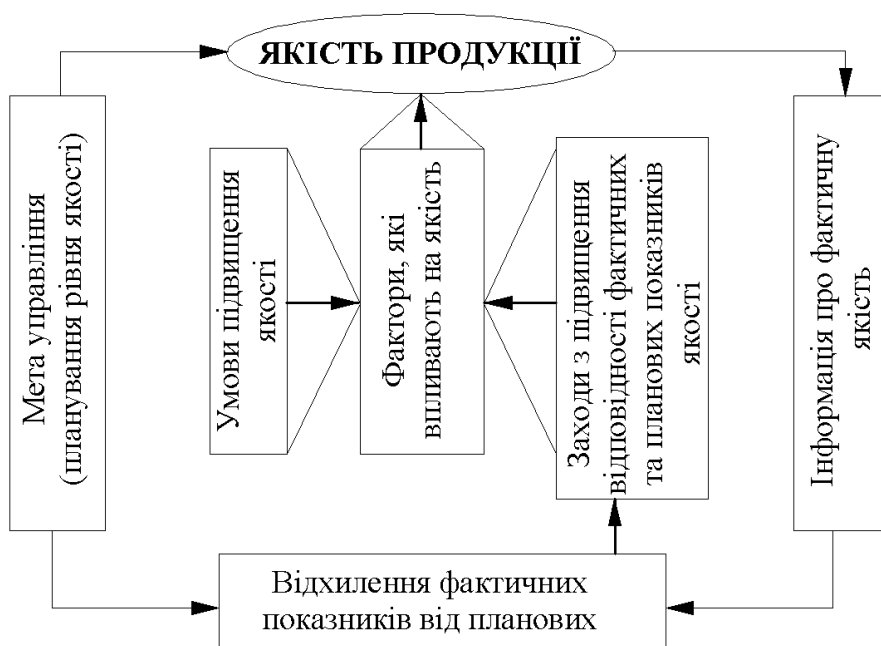 ЯКІСТЬ ПРОДУКЦІЇ
Мета управління
(планування рівня якості)
Умови підвищення
якості
Фактори, які
впливають на якість
Заходи з підвищення
відповідності фактичних
та планових показників
якості
Інформація про фактичну
якість
Відхилення фактичних
показників від планових